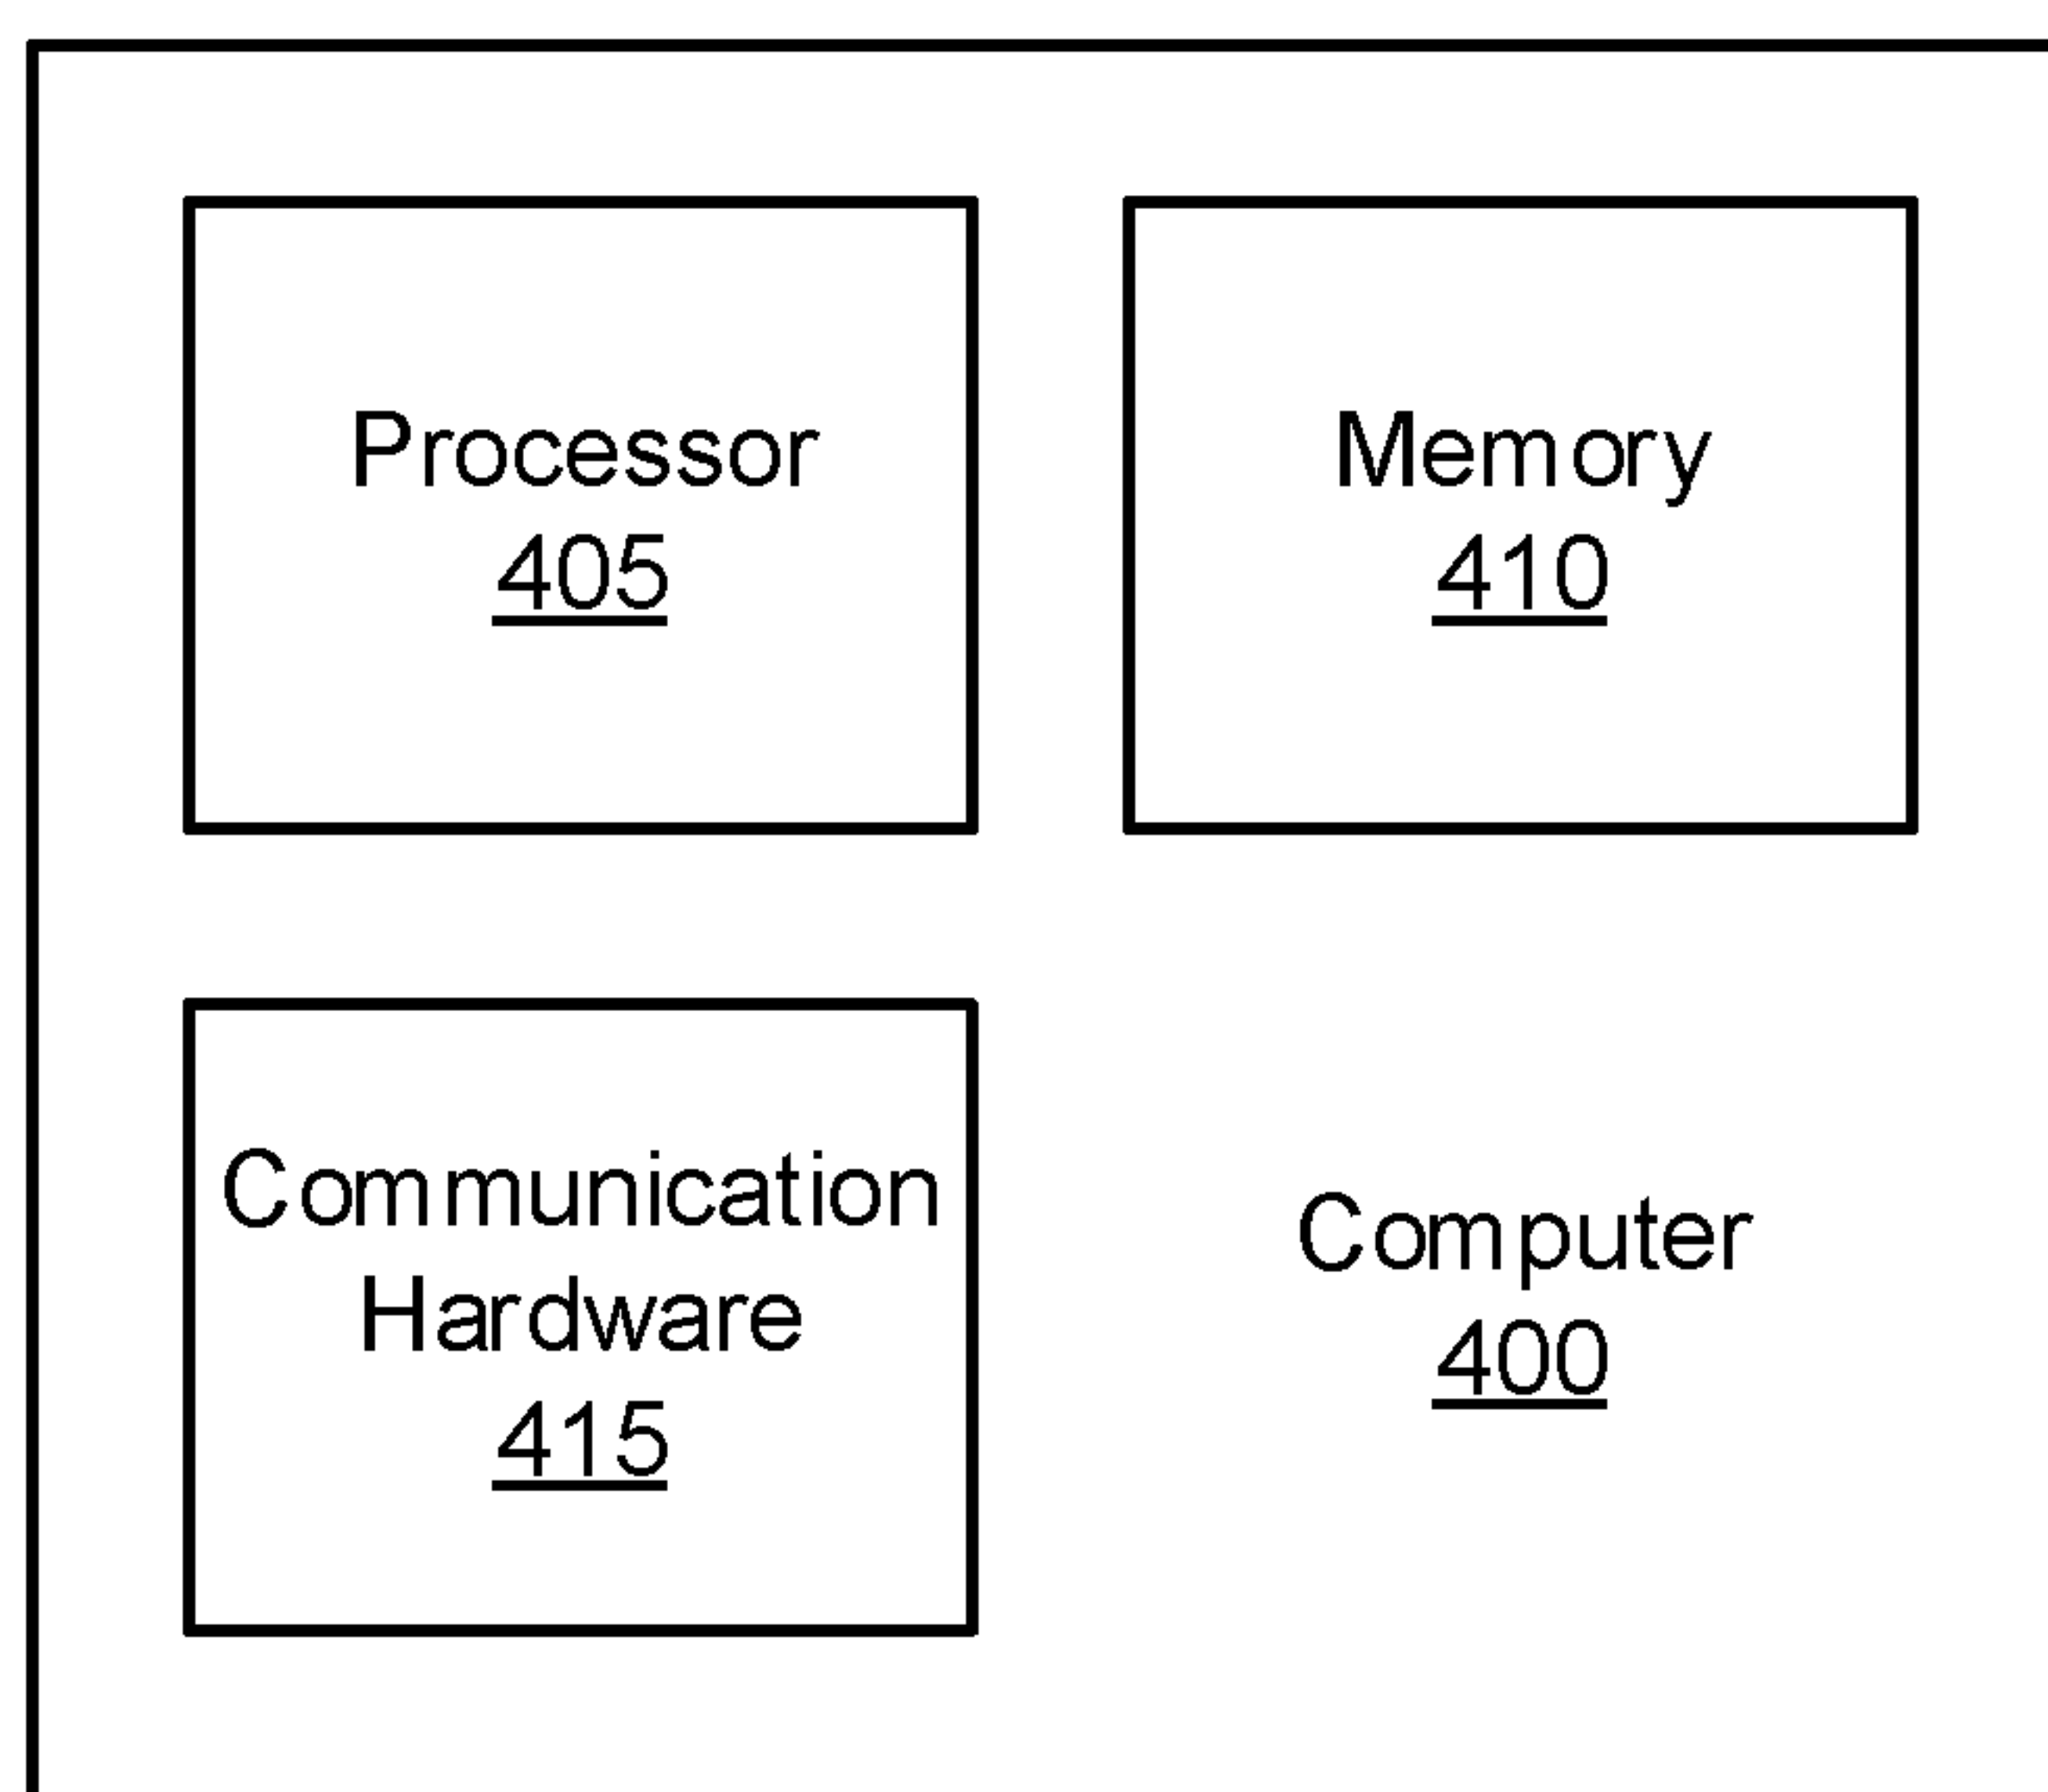 Processor
405
Memory
410
Communication
Hardware
415
Computer
400